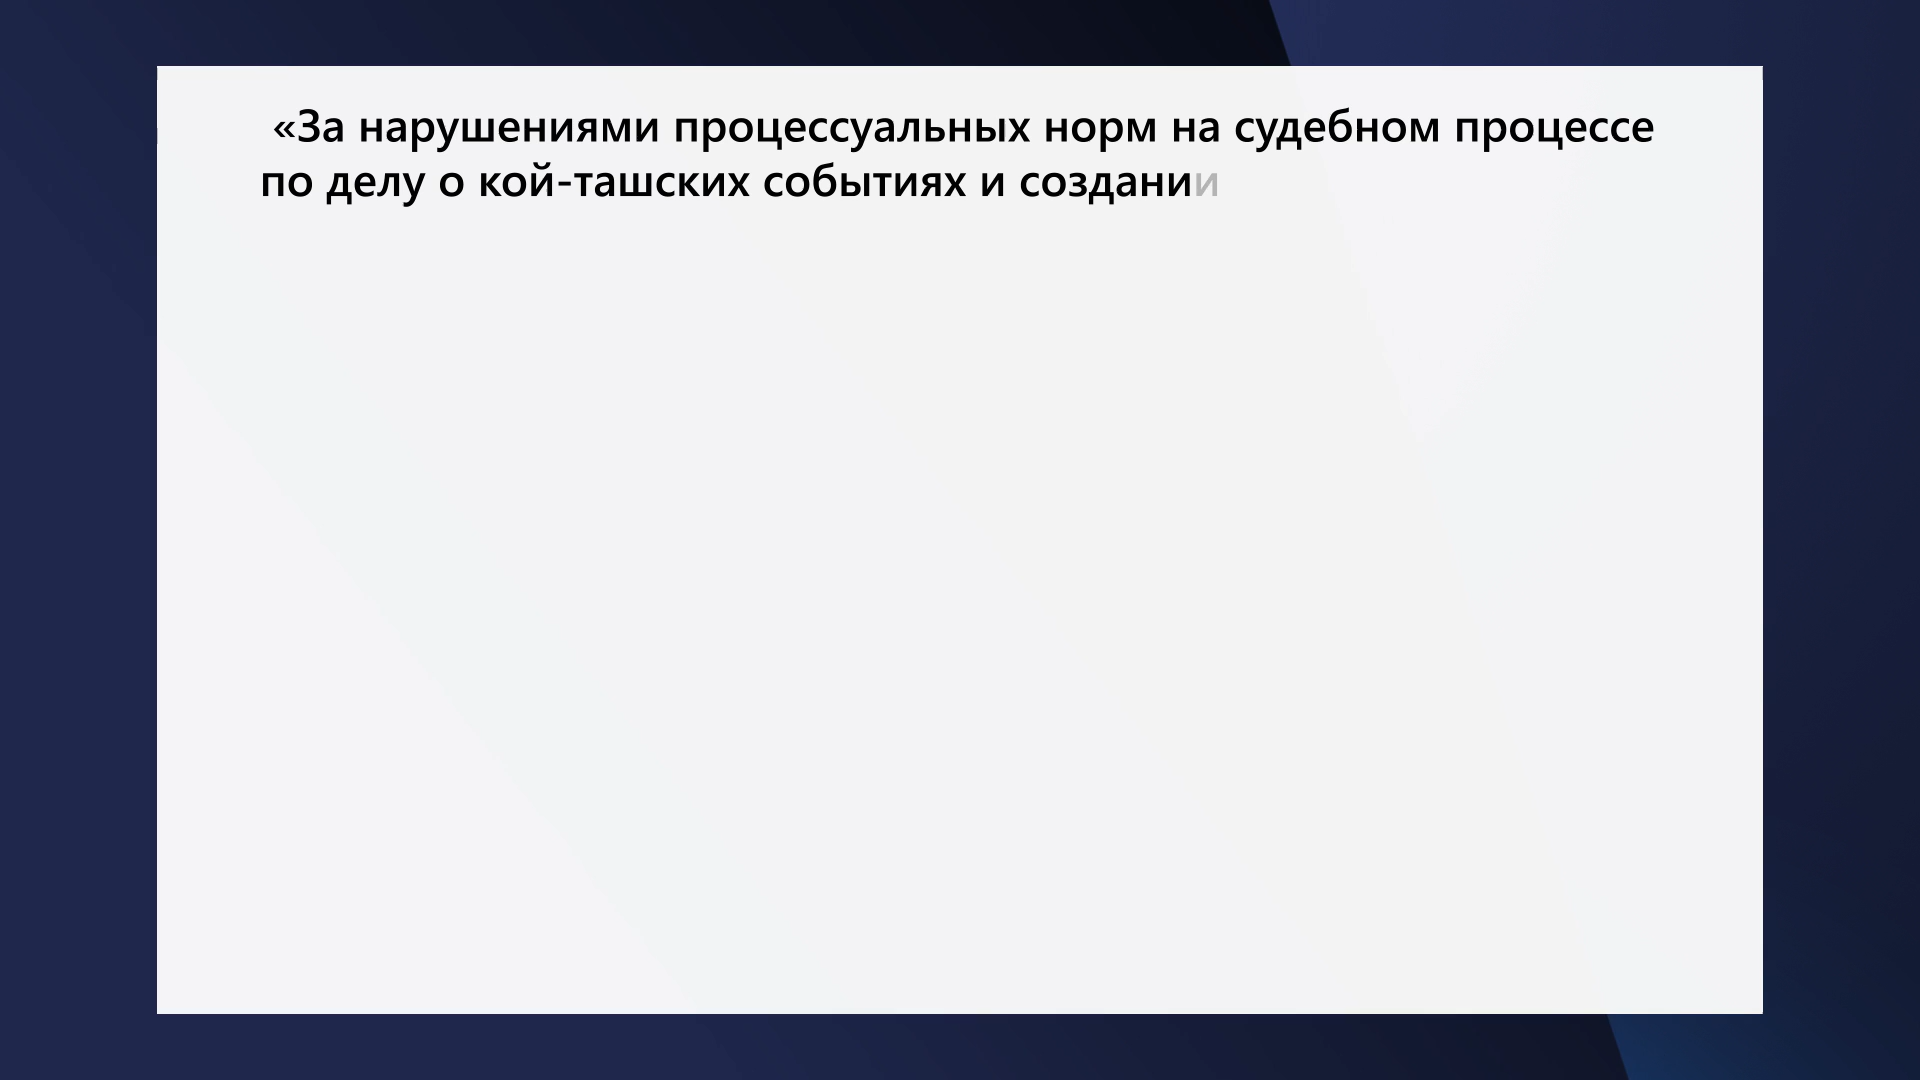 «За нарушениями процессуальных норм на судебном процессе
по делу о кой-ташских событиях и создании